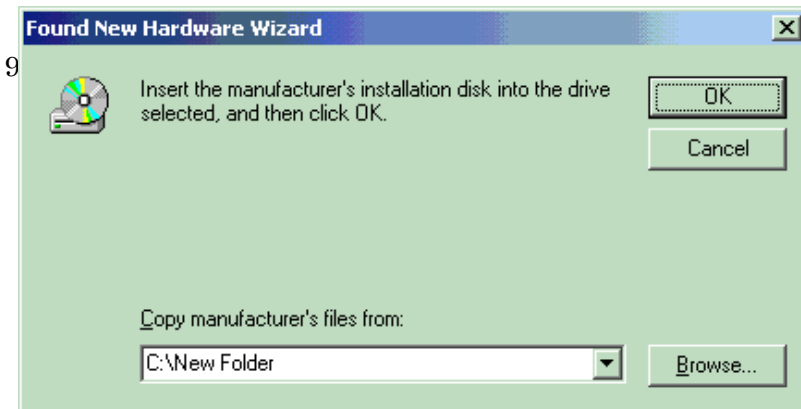 Found New Hardware Wizard
9
Insert the manufacturer's installation disk into the drive
selected, and then click OK.
OK
Cancel
Copy manufacturer's files from:
C:\New Folder
Browse...